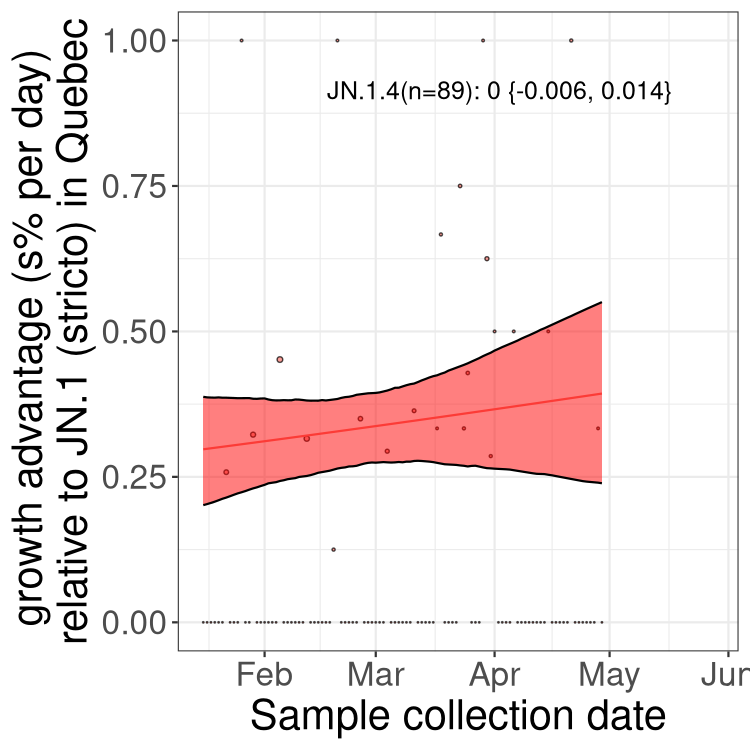 growth advantage (s% per day)
relative to JN.1 (stricto) in Quebec
1.00
0.75
0.50
0.25
0.00
JN.1.4(n=89): 0 {-0.006, 0.014}
Feb Mar Apr May Jun
Sample collection date